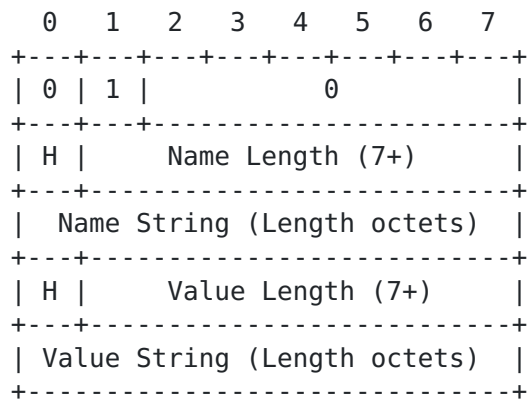 0 1 2 3 4 5 6 7
+---+---+---+---+---+---+---+---+
| 0 | 1 | 0 |
+---+---+-----------------------+
| H | Name Length (7+) |
+---+---------------------------+
| Name String (Length octets) |
+---+---------------------------+
| H | Value Length (7+) |
+---+---------------------------+
| Value String (Length octets) |
+-------------------------------+